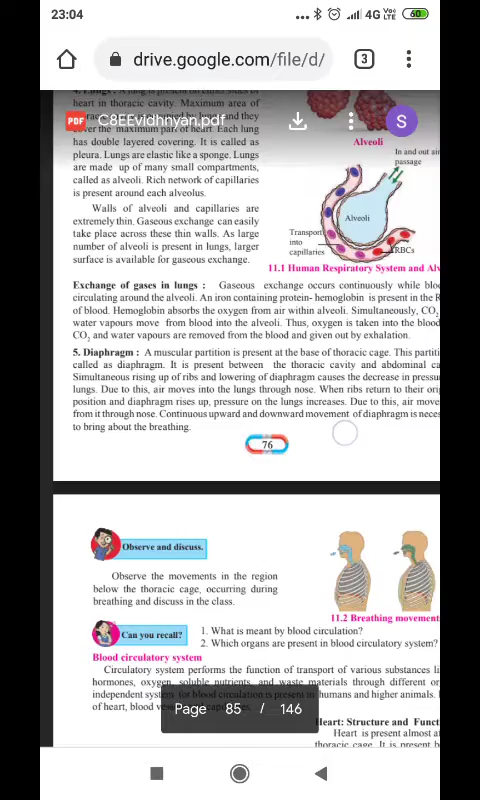 23:04
4G
60
drive.google.com/file/d/
3
heart in thoracic cavity. Maximum area of
PDF C8EEvidhnyan.pdf
S
the maximum part of heart. Each lung
has double layered covering. It is called as
pleura. Lungs are elastic like a sponge. Lungs
are made up of many small compartments,
called as alveoli. Rich network of capillaries
is present around each alveolus.
Walls of alveoli and capillaries are
extremely thin. Gaseous exchange can easily
take place across these thin walls. As large
number of alveoli is present in lungs, larger
surface is available for gaseous exchange.
Alveoli
In and out air
passage
Alveoli
Transport
into
capillaries
RBCs
11.1 Human Respiratory System and Alv
Exchange of gases in lungs : Gaseous exchange occurs continuously while bloo
circulating around the alveoli. An iron containing protein- hemoglobin is present in the R
of blood. Hemoglobin absorbs the oxygen from air within alveoli. Simultaneously, CO2
water vapours move from blood into the alveoli. Thus, oxygen is taken into the blood
CO2 and water vapours are removed from the blood and given out by exhalation.
5. Diaphragm : A muscular partition is present at the base of thoracic cage. This partiti
called as diaphragm. It is present between the thoracic cavity and abdominal ca
Simultaneous rising up of ribs and lowering of diaphragm causes the decrease in pressu
lungs. Due to this, air moves into the lungs through nose. When ribs return to their orig
position and diaphragm rises up, pressure on the lungs increases. Due to this, air move
from it through nose. Continuous upward and downward movement of diaphragm is neces
to bring about the breathing.
76
Observe and discuss.
Observe the movements in the region
below the thoracic cage, occurring during
breathing and discuss in the class.
11.2 Breathing movement
Can you recall?
1. What is meant by blood circulation?
2. Which organs are present in blood circulatory system?
Blood circulatory system
Circulatory system performs the function of transport of various substances li
hormones, oxygen, soluble nutrients, and waste materials through different or
independent system for blood circulation is present in humans and higher animals.
of heart, blood
Page 85 / 146
Heart: Structure and Funct
Heart is present almost a
thoracic cage. It is present b